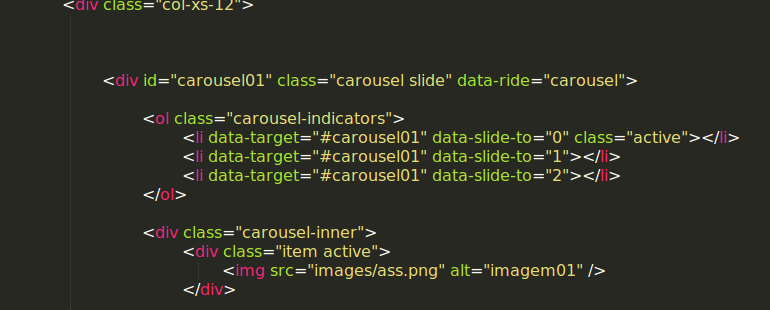 <div class="col-xs-12">
<div id="carousel01" class="carousel slide" data-ride="carousel">
<ol class="carousel-indicators">
<li data-target="#carousel01" data-slide-to="0" class="active"></li>
<li data-target="#carousel01" data-slide-to="1"></li>
<li data-target="#carousel01" data-slide-to="2"></li>
</ol>
<div class="carousel-inner">
<div class="item active">
<img src="images/ass.png" alt="imagem01" />
</div>